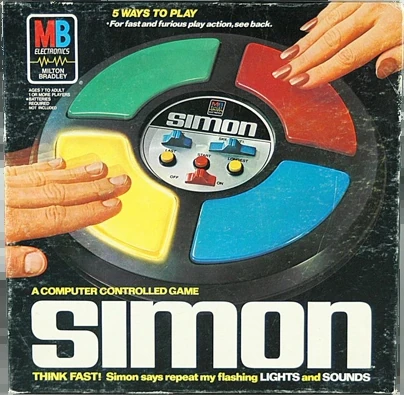 5 WAYS TO PLAY
• For fast and furious play action, see back.
MB
ELECTRONICS
MILTON
BRADLEY
AGES 7 TO ADULT
1 OR MORE PLAYERS
• BATTERIES
REQUIRED
NOT INCLUDED
MB
simon
LAST
START
LONGEST
OFF
ON
A COMPUTER CONTROLLED GAME
simon
THINK FAST! Simon says repeat my flashing LIGHTS and SOUNDS